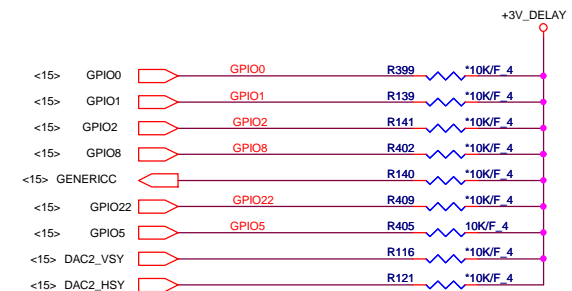 +3V_DELAY
<15> GPIO0 GPIO0 R399 *10K/F_4
<15> GPIO1 GPIO1 R139 *10K/F_4
<15> GPIO2 GPIO2 R141 *10K/F_4
<15> GPIO8 GPIO8 R402 *10K/F_4
<15> GENERICC R140 *10K/F_4
<15> GPIO22 GPIO22 R409 *10K/F_4
<15> GPIO5 GPIO5 R405 10K/F_4
<15> DAC2_VSY R116 *10K/F_4
<15> DAC2_HSY R121 *10K/F_4